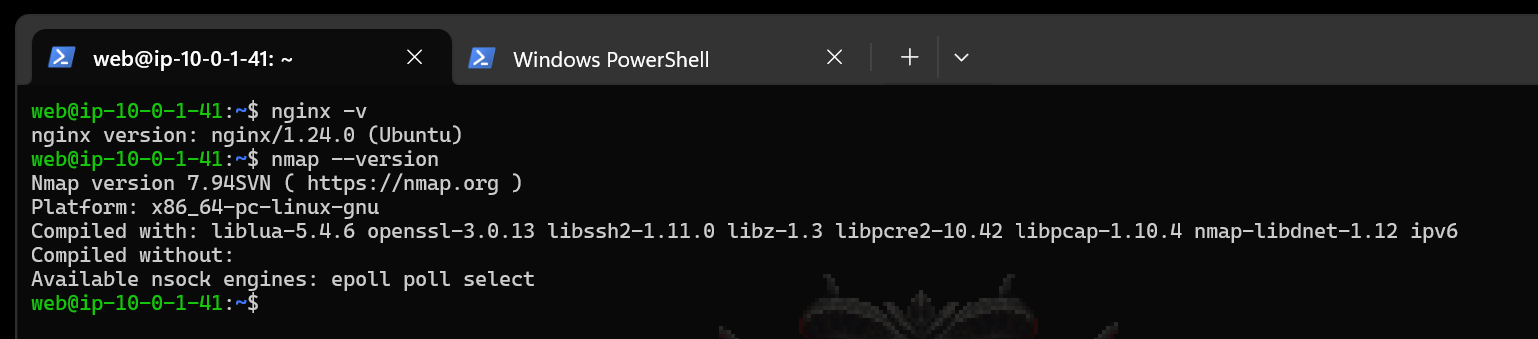 web@ip-10-0-1-41: ~
Windows PowerShell
web@ip-10-0-1-41:~$ nginx -v
nginx version: nginx/1.24.0 (Ubuntu)
web@ip-10-0-1-41:~$ nmap --version
Nmap version 7.94SVN ( https://nmap.org )
Platform: x86_64-pc-linux-gnu
Compiled with: liblua-5.4.6 openssl-3.0.13 libssh2-1.11.0 libz-1.3 libpcre2-10.42 libpcap-1.10.4 nmap-libdnet-1.12 ipv6
Compiled without:
Available nsock engines: epoll poll select
web@ip-10-0-1-41:~$